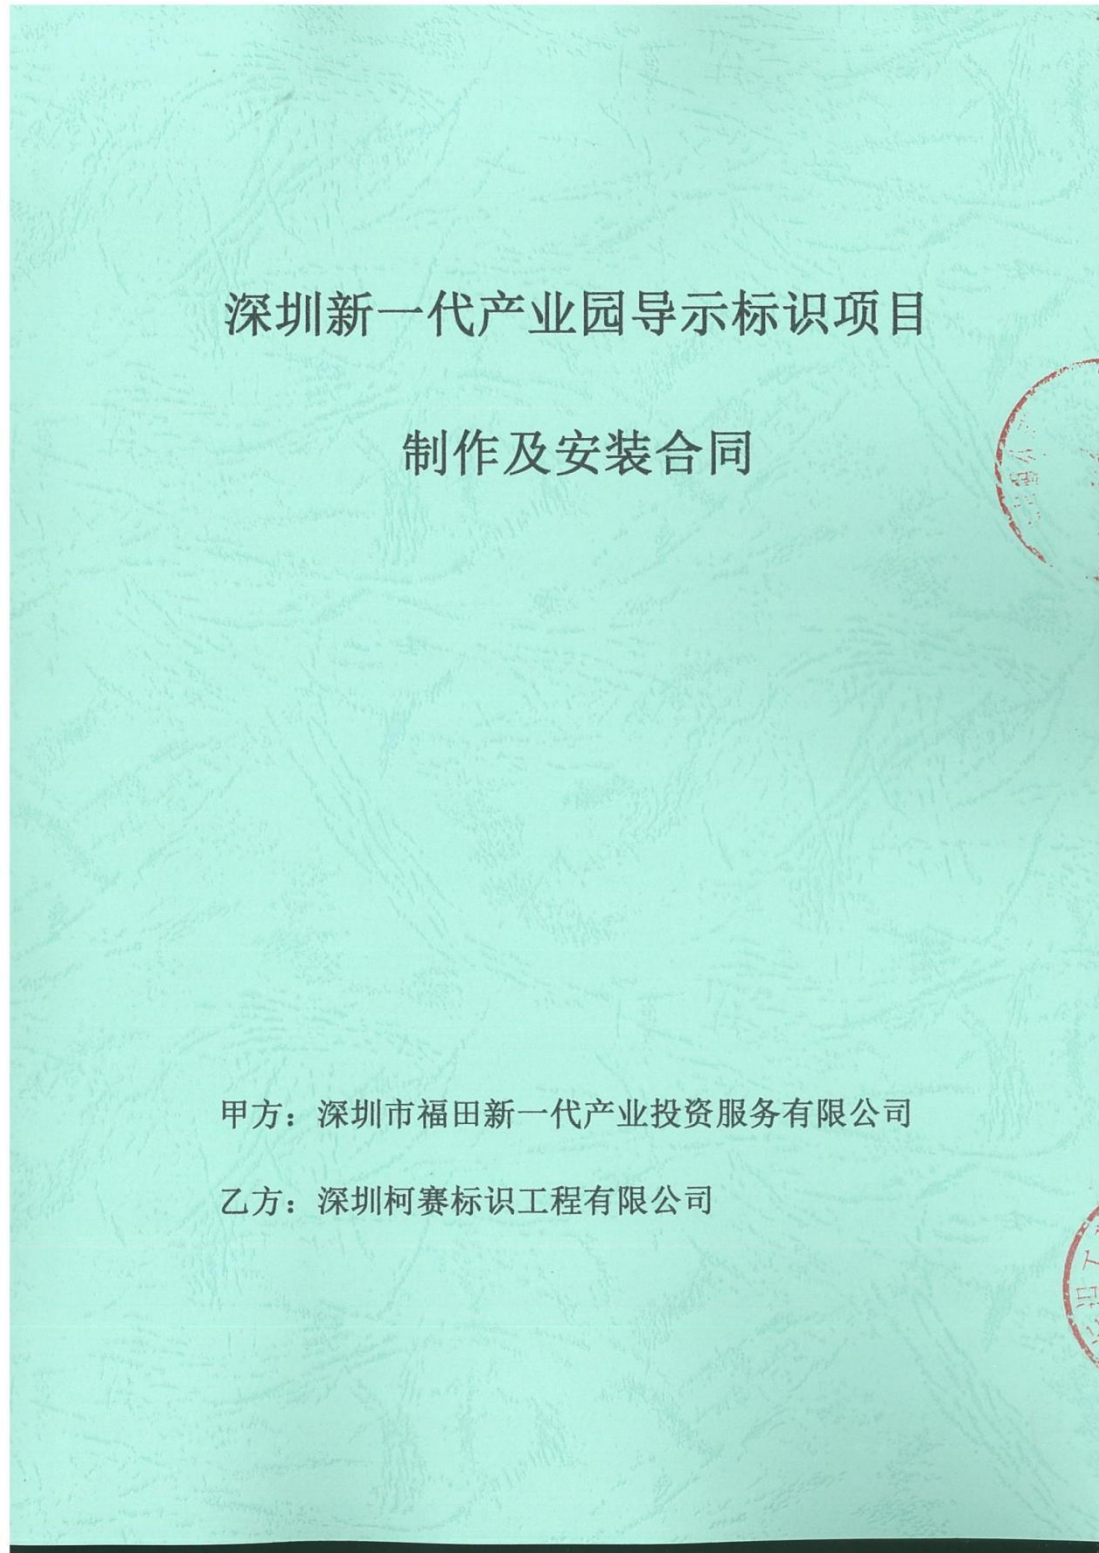 深圳新一代产业园导示标识项目
制作及安装合同
甲方：深圳市福田新一代产业投资服务有限公司
乙方：深圳柯赛标识工程有限公司